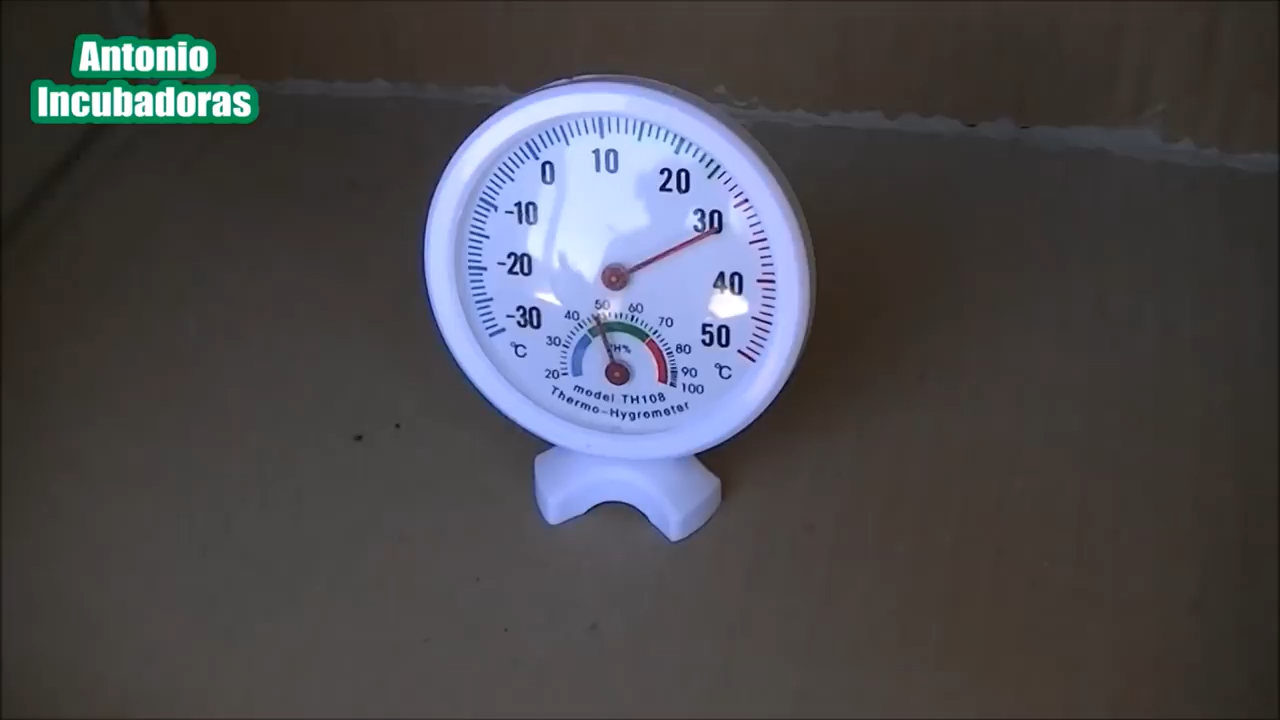 Antonio
Incubadoras
0 10 20 30 40 50
-10
-20
-30
°C °C
20 30 40 50 60 70 80 90 100
model TH108
Thermo-Hygrometer